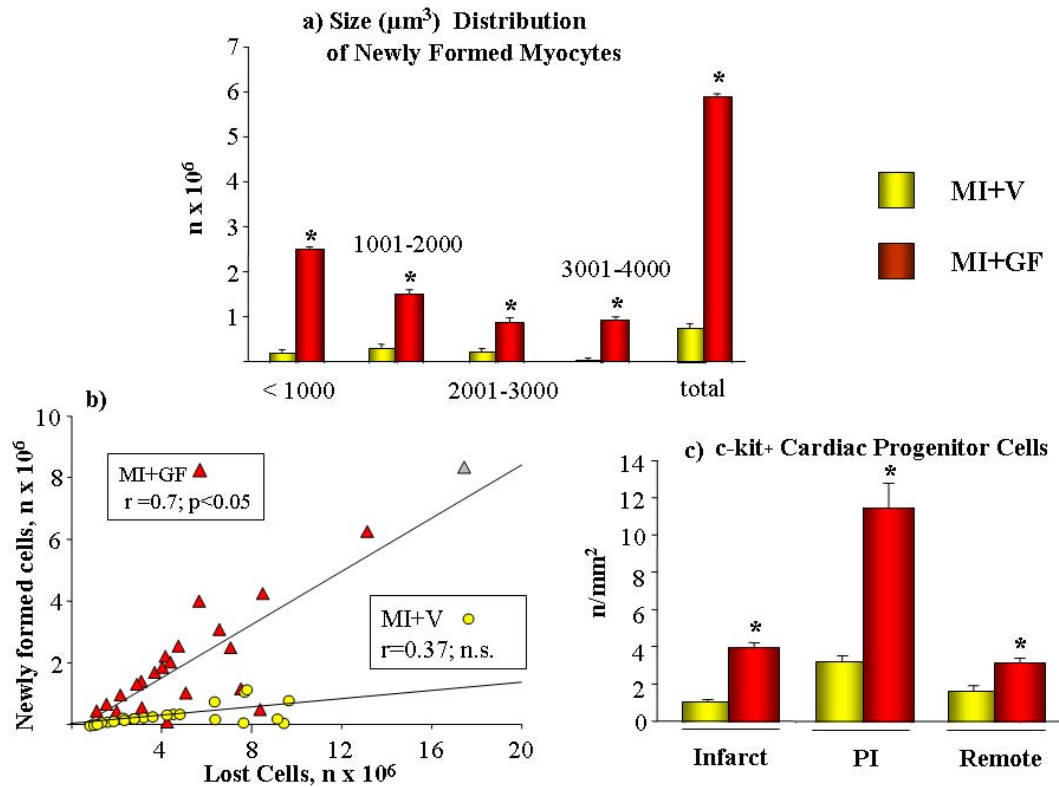 a) Size (µm³) Distribution
of Newly Formed Myocytes
7
6
5
4
3
2
1
n x 10⁶
*
1001-2000
*
*
3001-4000
*
*
< 1000
2001-3000
total
MI+V
MI+GF
b)
10
8
6
4
2
Newly formed cells, n x 10⁶
MI+GF
r =0.7; p<0.05
MI+V
r=0.37; n.s.
4
8
12
16
20
Lost Cells, n x 10⁶
c) c-kit+ Cardiac Progenitor Cells
14
12
10
8
6
4
2
0
n/mm²
*
*
*
Infarct
PI
Remote